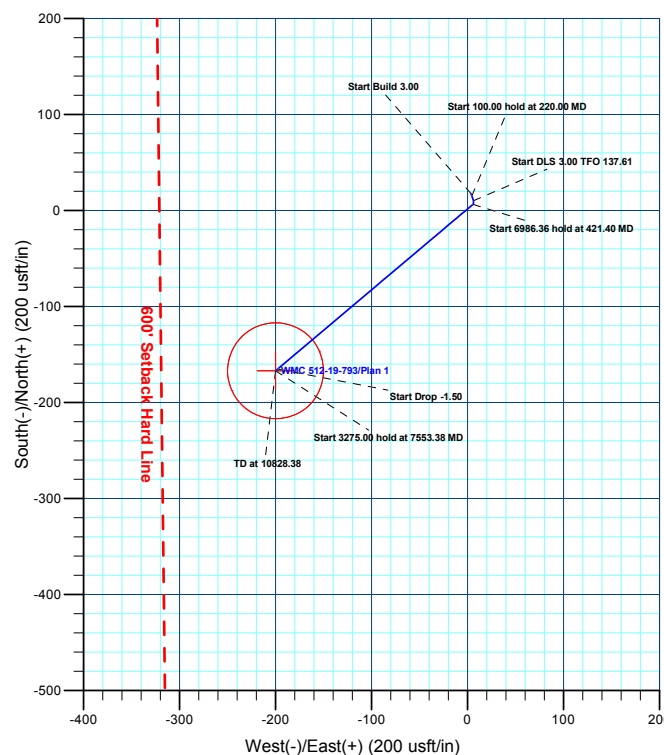 200
100
0
-100
-200
-300
-400
-500
South(-)/North(+) (200 usft/in)
-400
-300
-200
-100
0
100
20
West(-)/East(+) (200 usft/in)
600' Setback Hard Line
Start Build 3.00
Start 100.00 hold at 220.00 MD
Start DLS 3.00 TFO 137.61
Start 6986.36 hold at 421.40 MD
WMC 512-19-793/Plan 1
Start Drop -1.50
Start 3275.00 hold at 7553.38 MD
TD at 10828.38